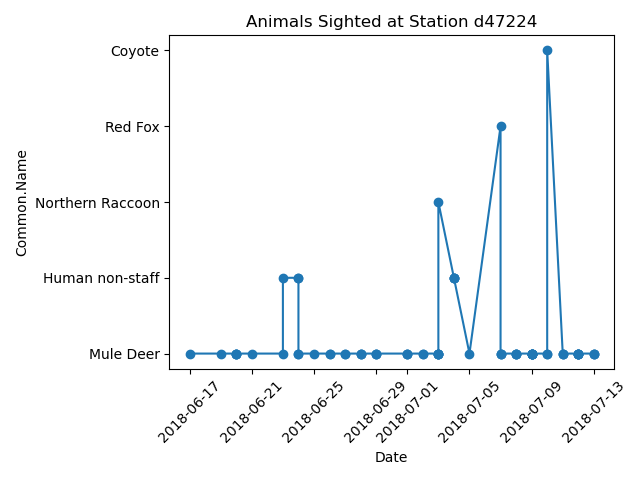 Animals Sighted at Station d47224
Common.Name
Coyote
Red Fox
Northern Raccoon
Human non-staff
Mule Deer
2018-06-17
2018-06-21
2018-06-25
2018-06-29
2018-07-01
2018-07-05
2018-07-09
2018-07-13
Date